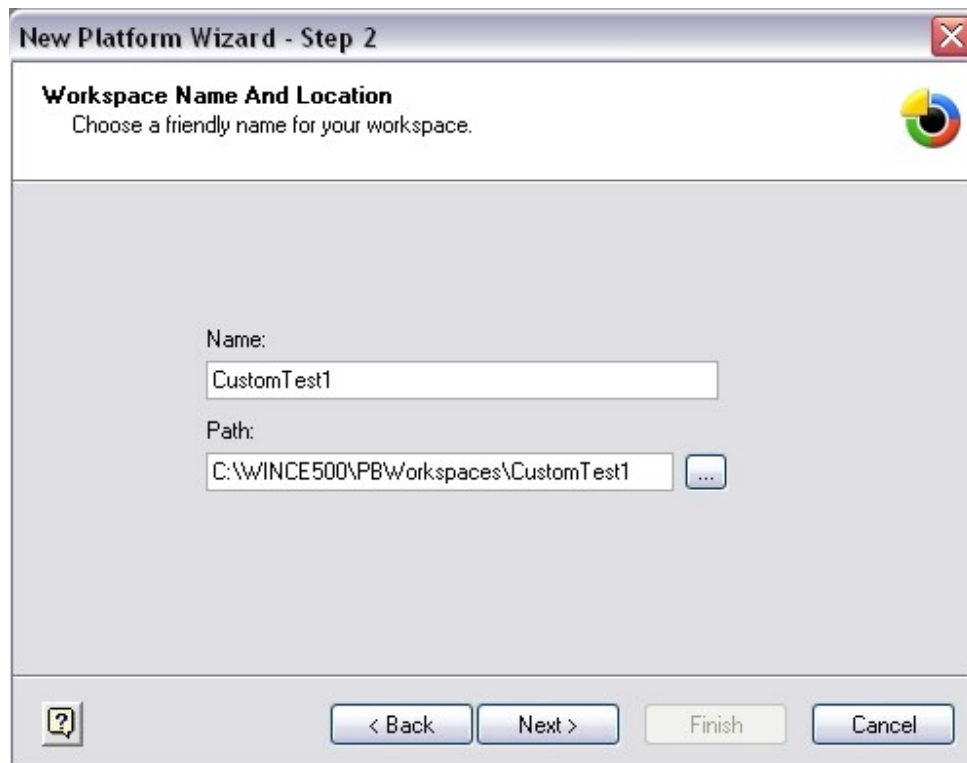 New Platform Wizard - Step 2
Workspace Name And Location
Choose a friendly name for your workspace.
Name:
CustomTest1
Path:
C:\WINCE500\PBWorkspaces\CustomTest1
...
?
< Back
Next >
Finish
Cancel